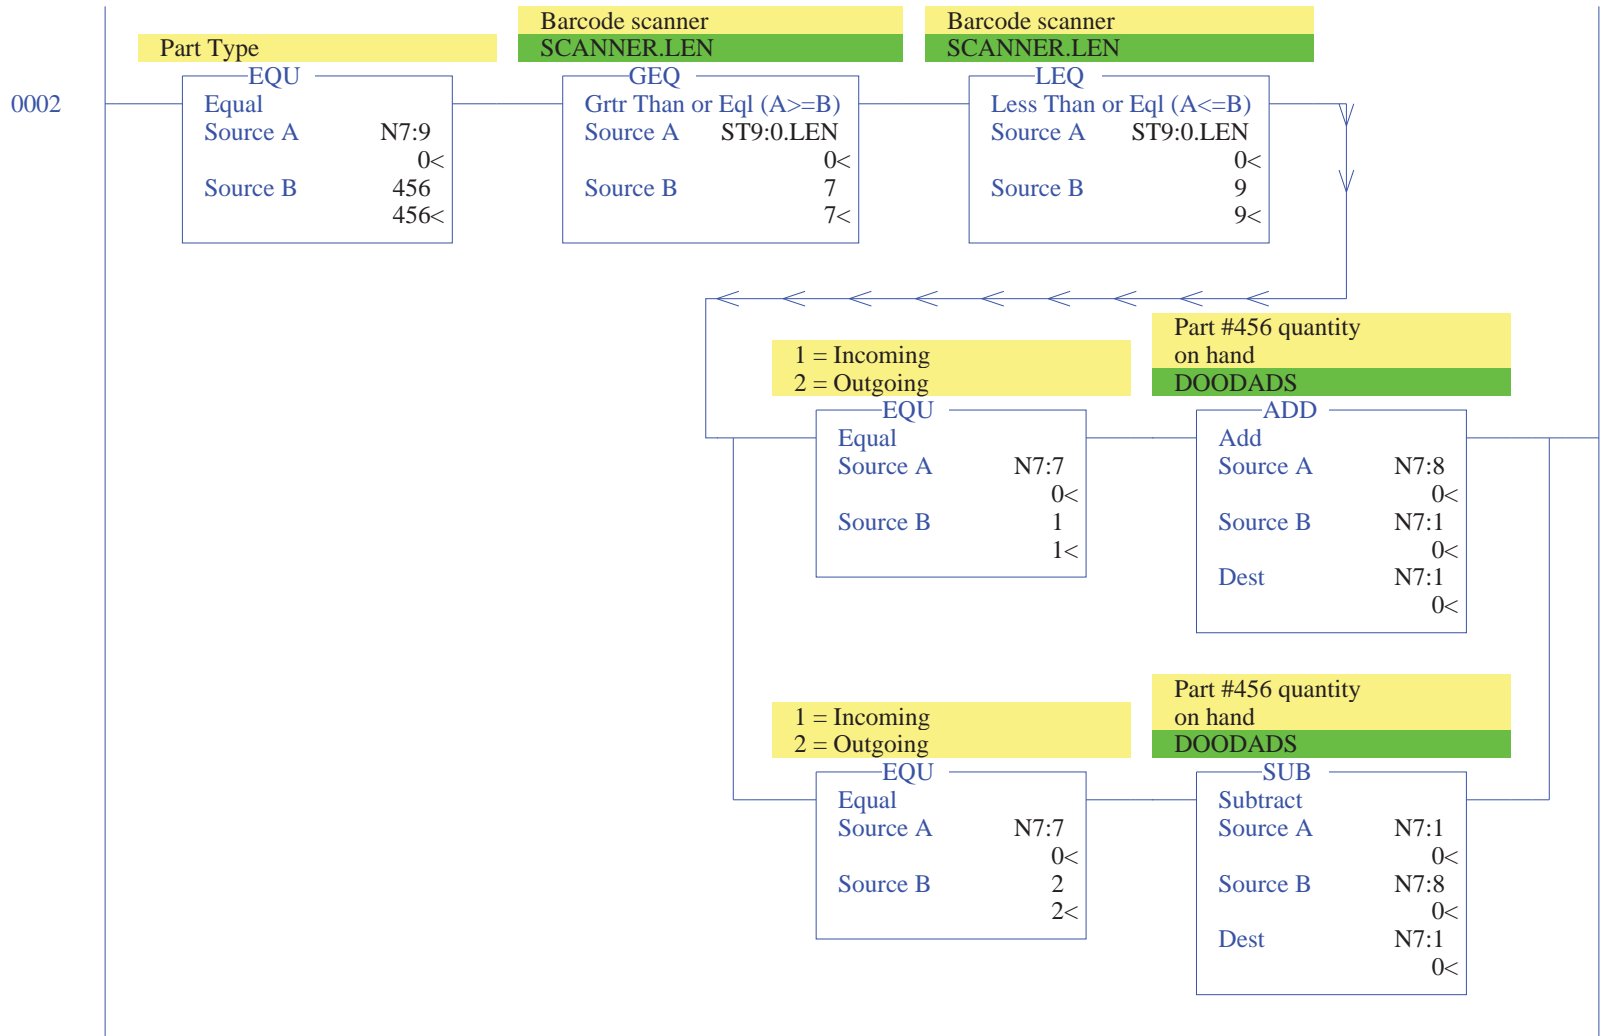 Barcode scanner
Barcode scanner
Part Type
SCANNER.LEN
SCANNER.LEN
0002
EQU
Equal
Source A N7:9
0<
Source B 456
456<
GEQ
Grtr Than or Eql (A>=B)
Source A ST9:0.LEN
0<
Source B 7
7<
LEQ
Less Than or Eql (A<=B)
Source A ST9:0.LEN
0<
Source B 9
9<
1 = Incoming
2 = Outgoing
EQU
Equal
Source A N7:7
0<
Source B 1
1<
Part #456 quantity
on hand
DOODADS
ADD
Add
Source A N7:8
0<
Source B N7:1
0<
Dest N7:1
0<
1 = Incoming
2 = Outgoing
EQU
Equal
Source A N7:7
0<
Source B 2
2<
Part #456 quantity
on hand
DOODADS
SUB
Subtract
Source A N7:1
0<
Source B N7:8
0<
Dest N7:1
0<